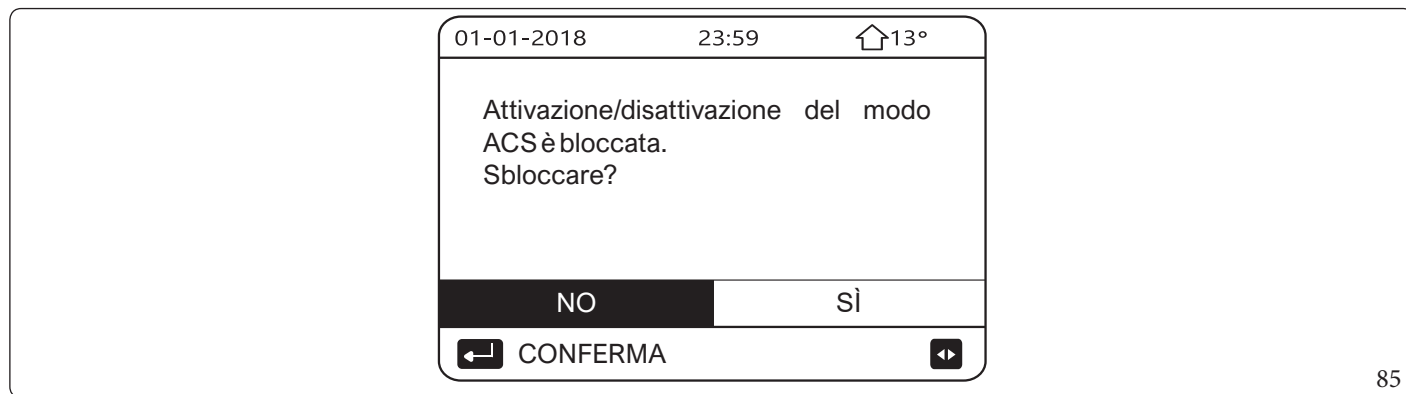 01-01-2018 23:59 13°
Attivazione/disattivazione del modo
ACS è bloccata.
Sbloccare?
NO SÌ
CONFERMA
85